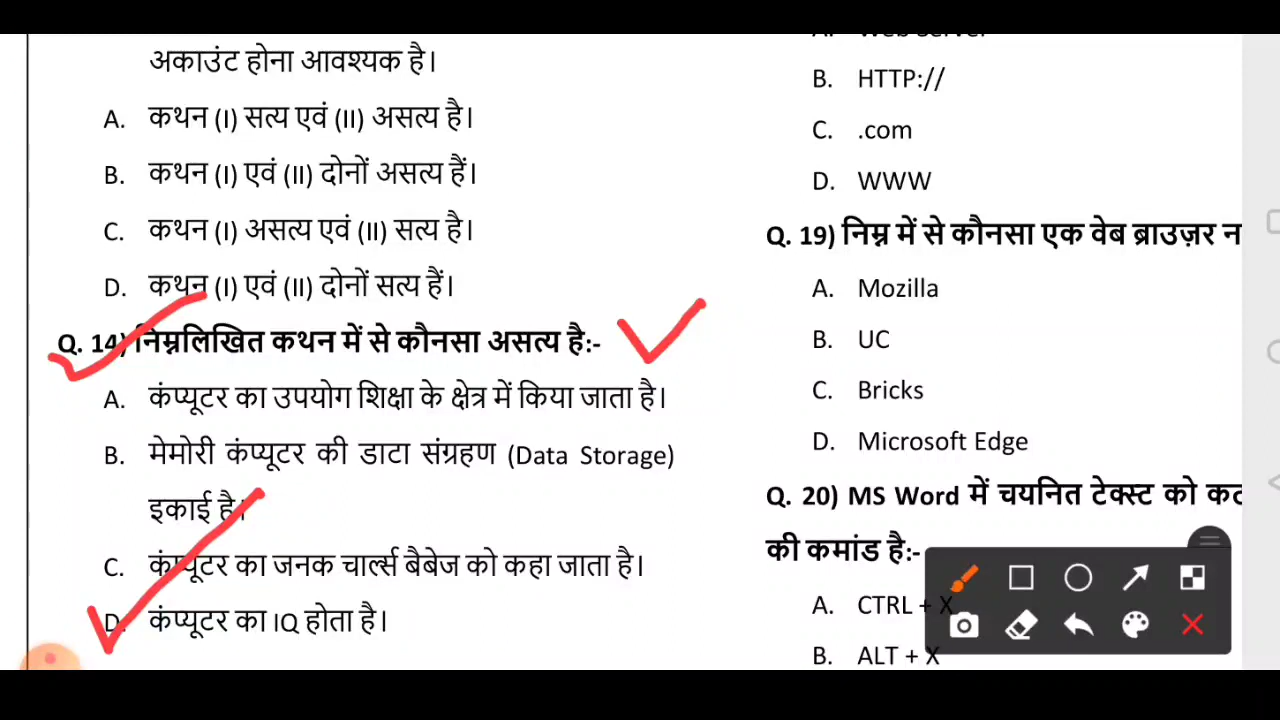 अकाउंट होना आवश्यक है।
A. कथन (I) सत्य एवं (II) असत्य है।
B. कथन (I) एवं (II) दोनों असत्य हैं।
C. कथन (I) असत्य एवं (II) सत्य है।
D. कथन (I) एवं (II) दोनों सत्य हैं।
Q. 14) निम्नलिखित कथन में से कौनसा असत्य है:-
A. कंप्यूटर का उपयोग शिक्षा के क्षेत्र में किया जाता है।
B. मेमोरी कंप्यूटर की डाटा संग्रहण (Data Storage)
इकाई है।
C. कंप्यूटर का जनक चार्ल्स बैबेज को कहा जाता है।
D. कंप्यूटर का IQ होता है।
A. Web Server
B. HTTP://
C. .com
D. WWW
Q. 19) निम्न में से कौनसा एक वेब ब्राउज़र न
A. Mozilla
B. UC
C. Bricks
D. Microsoft Edge
Q. 20) MS Word में चयनित टेक्स्ट को कट
की कमांड है:-
A. CTRL + X
B. ALT + X